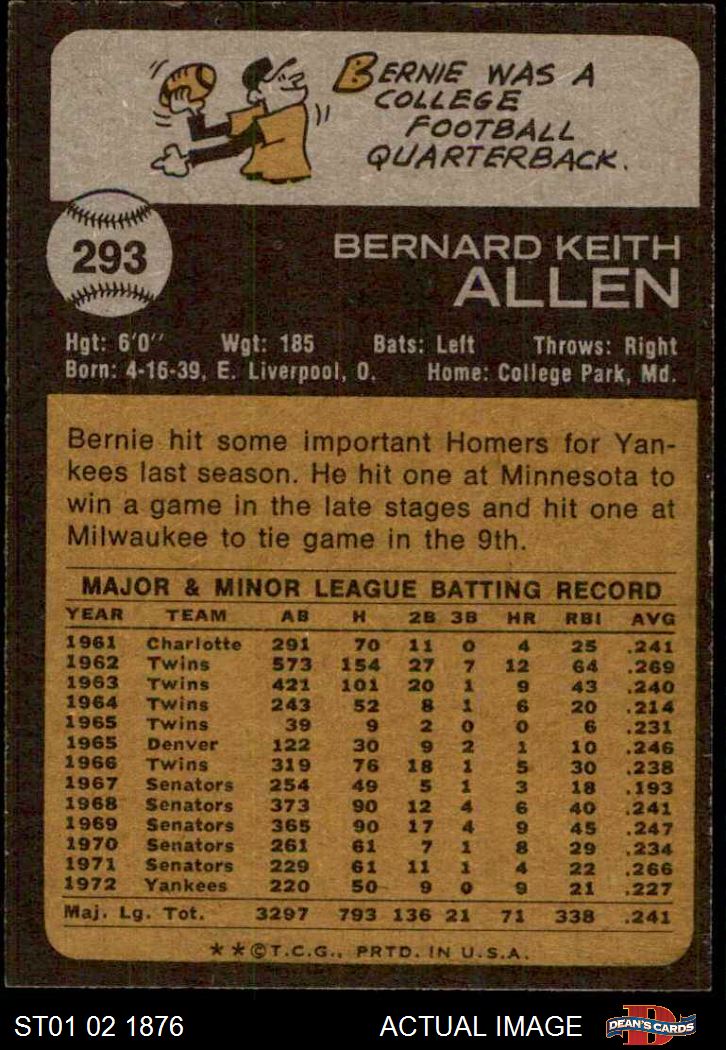 BERNIE WAS A
COLLEGE
FOOTBALL
QUARTERBACK.
293
BERNARD KEITH
ALLEN
Hgt: 6'0'' Wgt: 185 Bats: Left Throws: Right
Born: 4-16-39, E. Liverpool, O. Home: College Park, Md.
Bernie hit some important Homers for Yan-
kees last season. He hit one at Minnesota to
win a game in the late stages and hit one at
Milwaukee to tie game in the 9th.
MAJOR & MINOR LEAGUE BATTING RECORD
YEAR TEAM AB H 2B 3B HR RBI AVG
1961 Charlotte 291 70 11 0 4 25 .241
1962 Twins 573 154 27 7 12 64 .269
1963 Twins 421 101 20 1 9 43 .240
1964 Twins 243 52 8 1 6 20 .214
1965 Twins 39 9 2 0 0 6 .231
1965 Denver 122 30 9 2 1 10 .246
1966 Twins 319 76 18 1 5 30 .238
1967 Senators 254 49 5 1 3 18 .193
1968 Senators 373 90 12 4 6 40 .241
1969 Senators 365 90 17 4 9 45 .247
1970 Senators 261 61 7 1 8 29 .234
1971 Senators 229 61 11 1 4 22 .266
1972 Yankees 220 50 9 0 9 21 .227
Maj. Lg. Tot. 3297 793 136 21 71 338 .241
**©T.C.G., PRTD. IN U.S.A.
ST01 02 1876 ACTUAL IMAGE DEAN'S CARDS